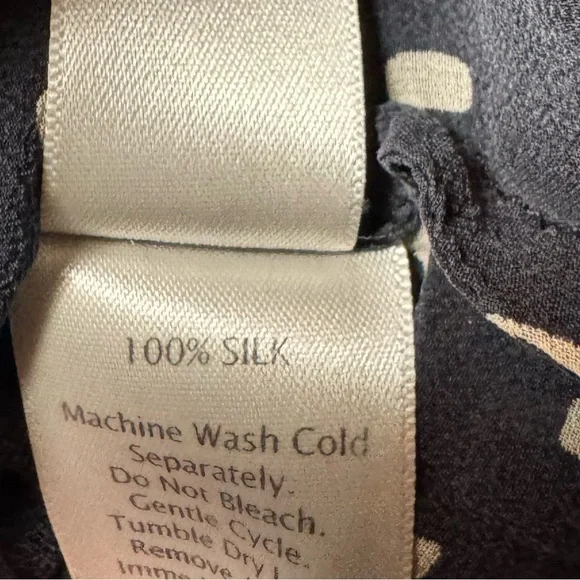 100% SILK
Machine Wash Cold
Separately.
Do Not Bleach.
Gentle Cycle.
Tumble Dry
Remove